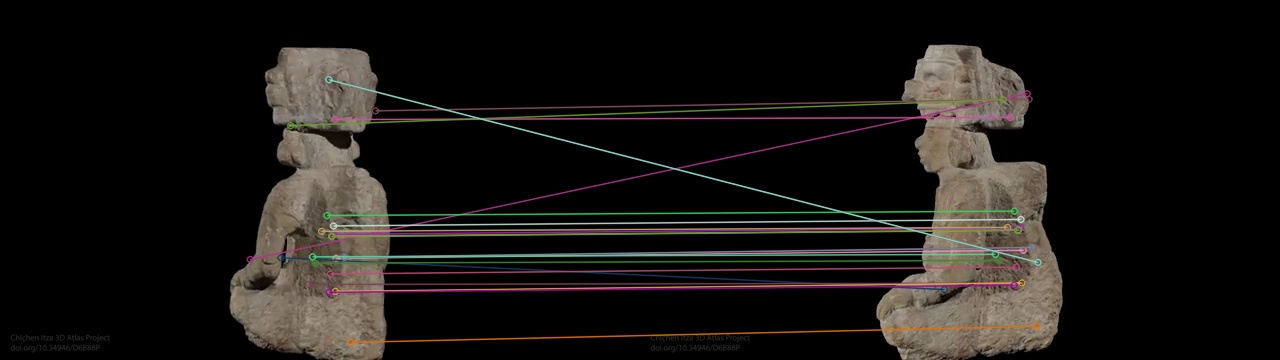 Chichen Itza 3D Atlas Project
doi.org/10.34946/D6B88P
Chichen Itza 3D Atlas Project
doi.org/10.34946/D6B88P